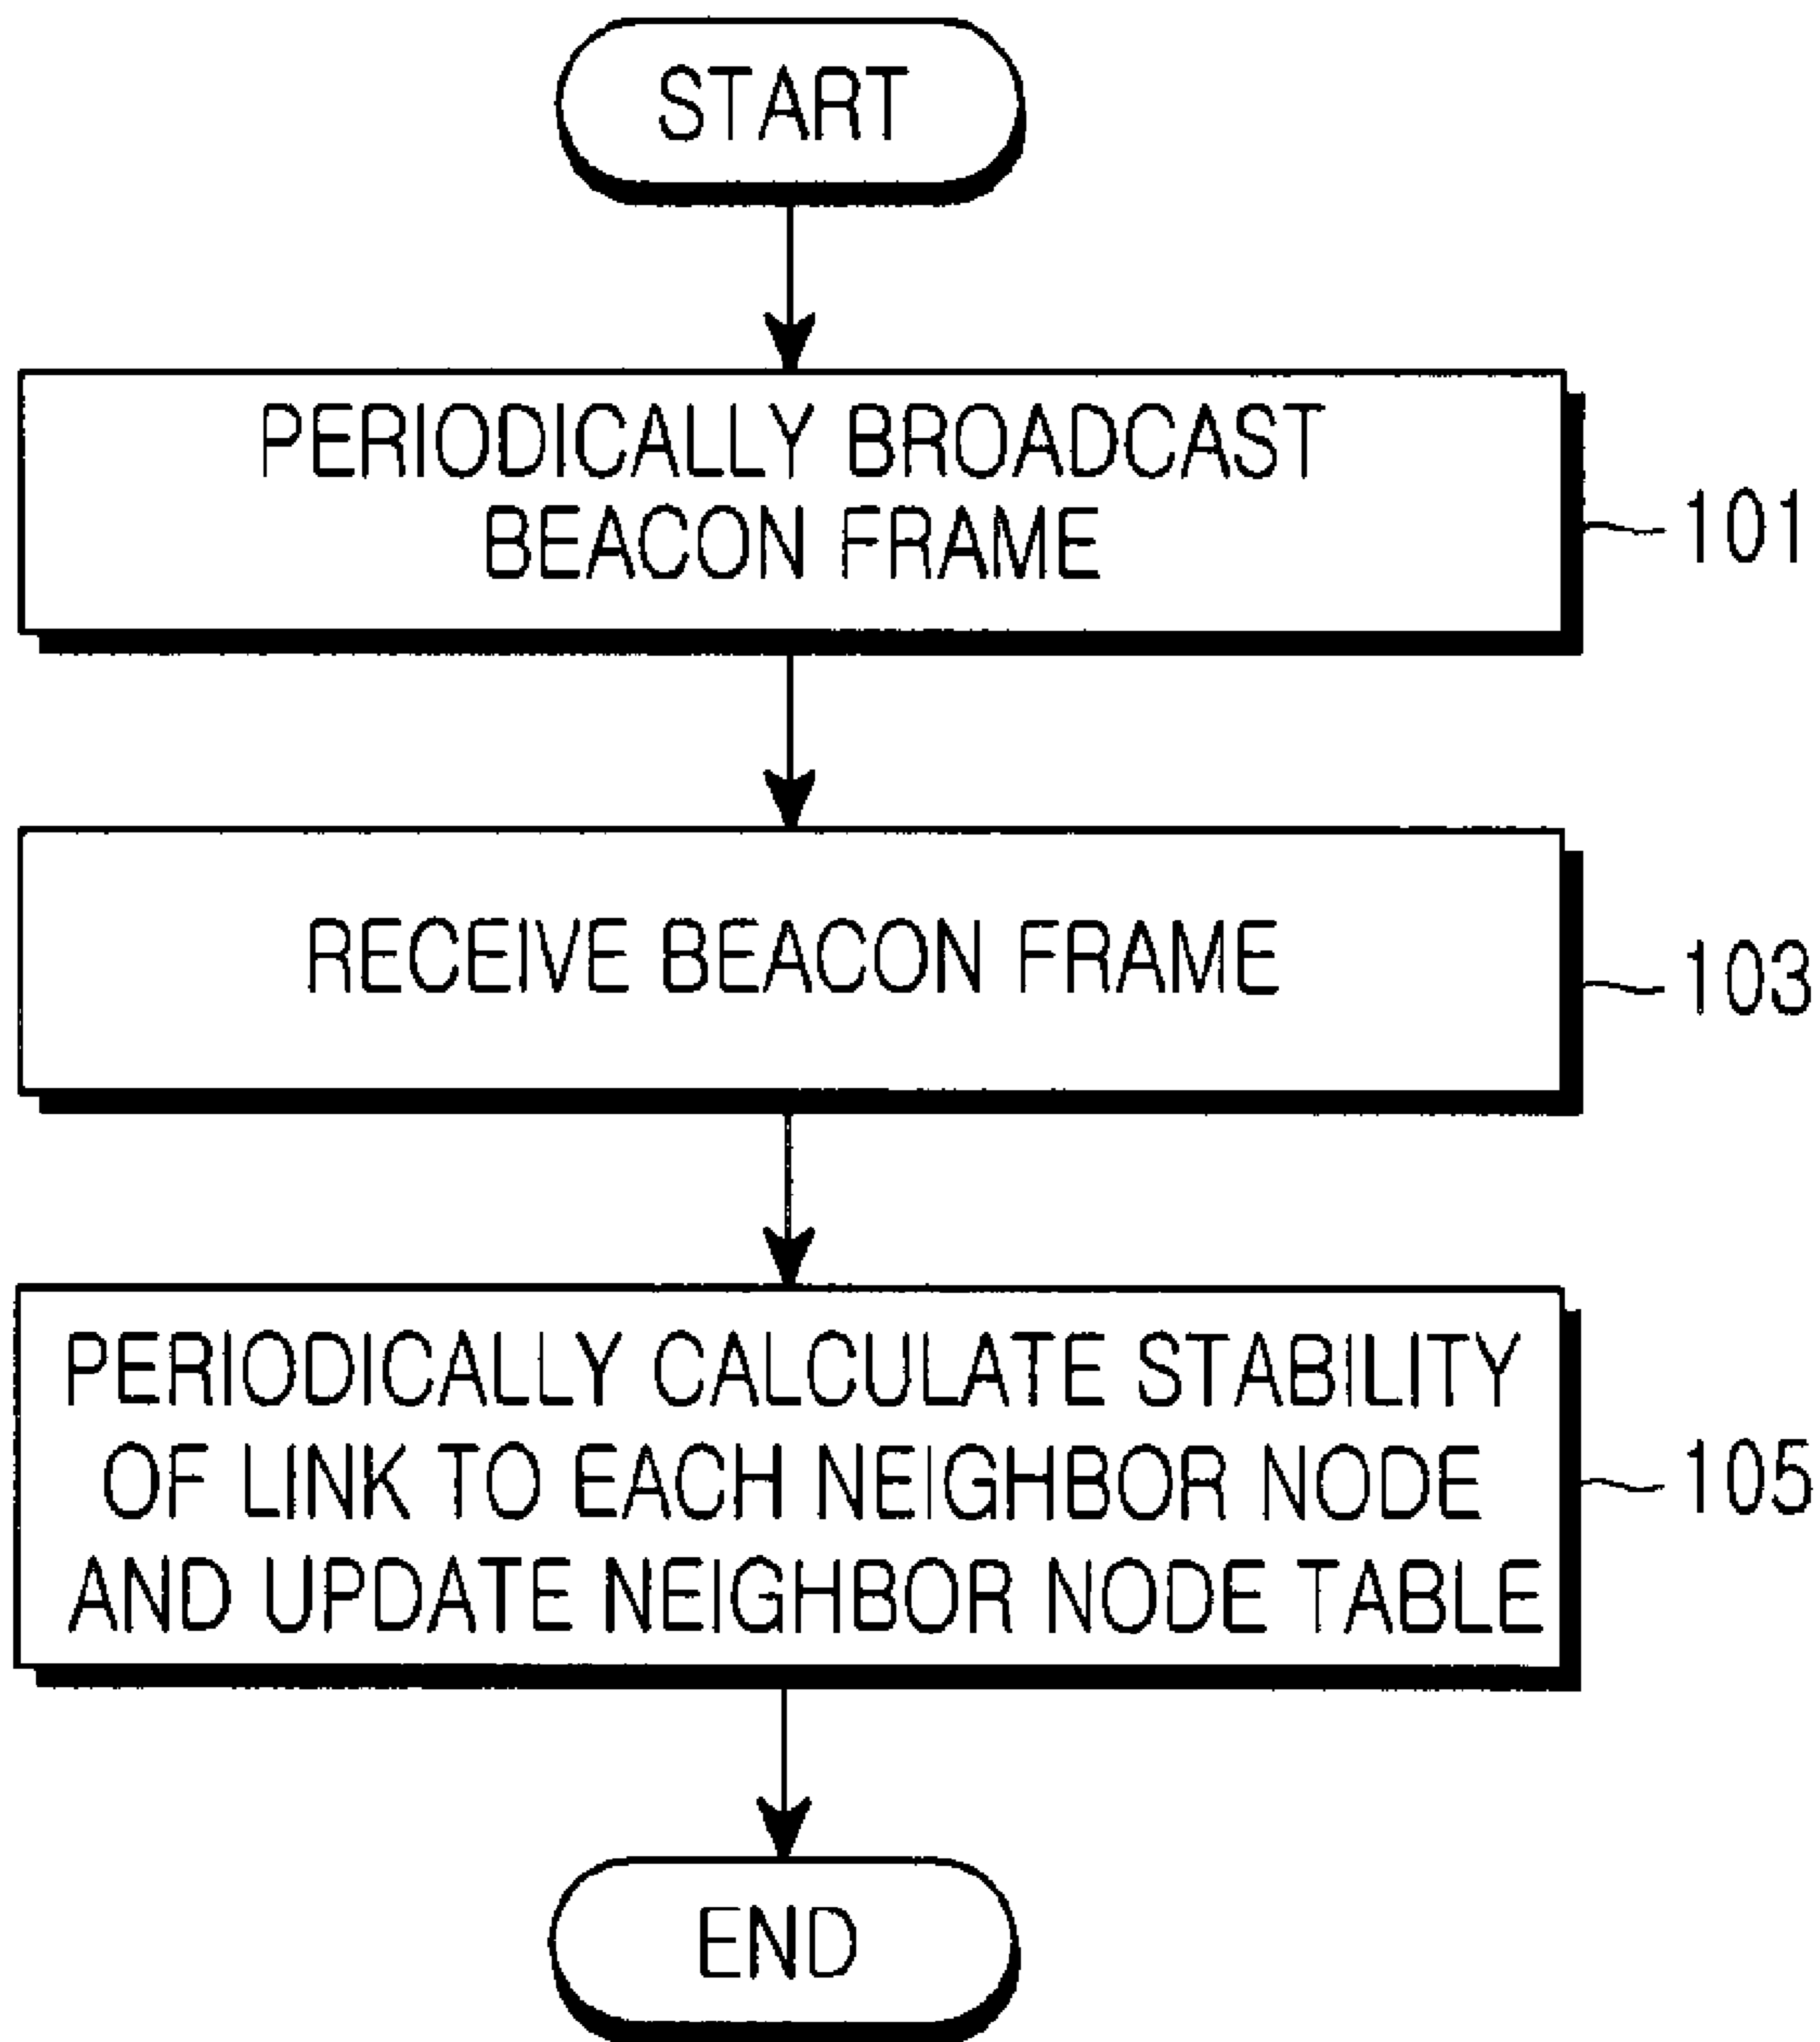 START
PERIODICALLY BROADCAST
BEACON FRAME
101
RECEIVE BEACON FRAME
103
PERIODICALLY CALCULATE STABILITY
OF LINK TO EACH NEIGHBOR NODE
AND UPDATE NEIGHBOR NODE TABLE
105
END